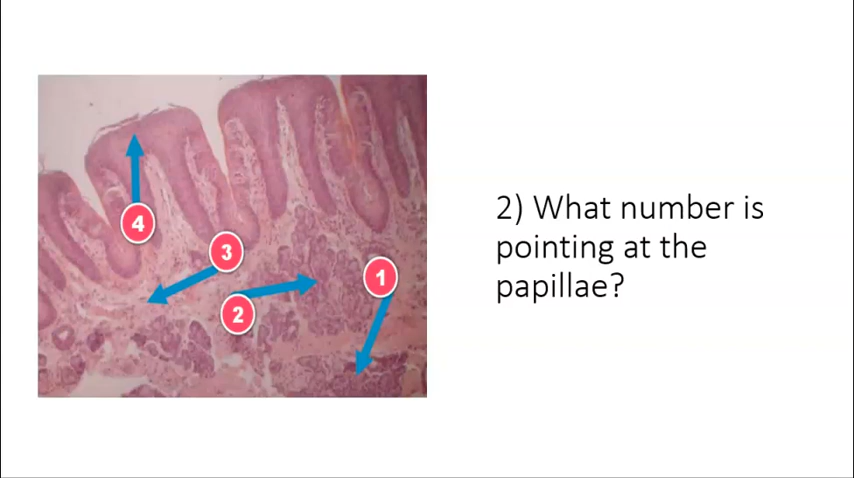 4
3
1
2
2) What number is
pointing at the
papillae?